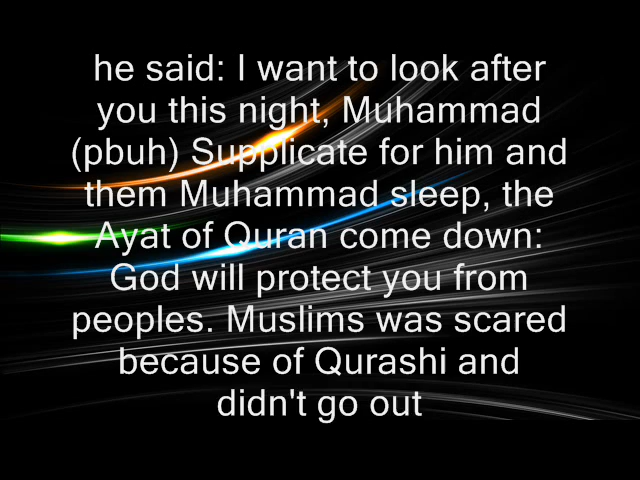 he said: I want to look after
you this night, Muhammad
(pbuh) Supplicate for him and
them Muhammad sleep, the
Ayat of Quran come down:
God will protect you from
peoples. Muslims was scared
because of Qurashi and
didn't go out